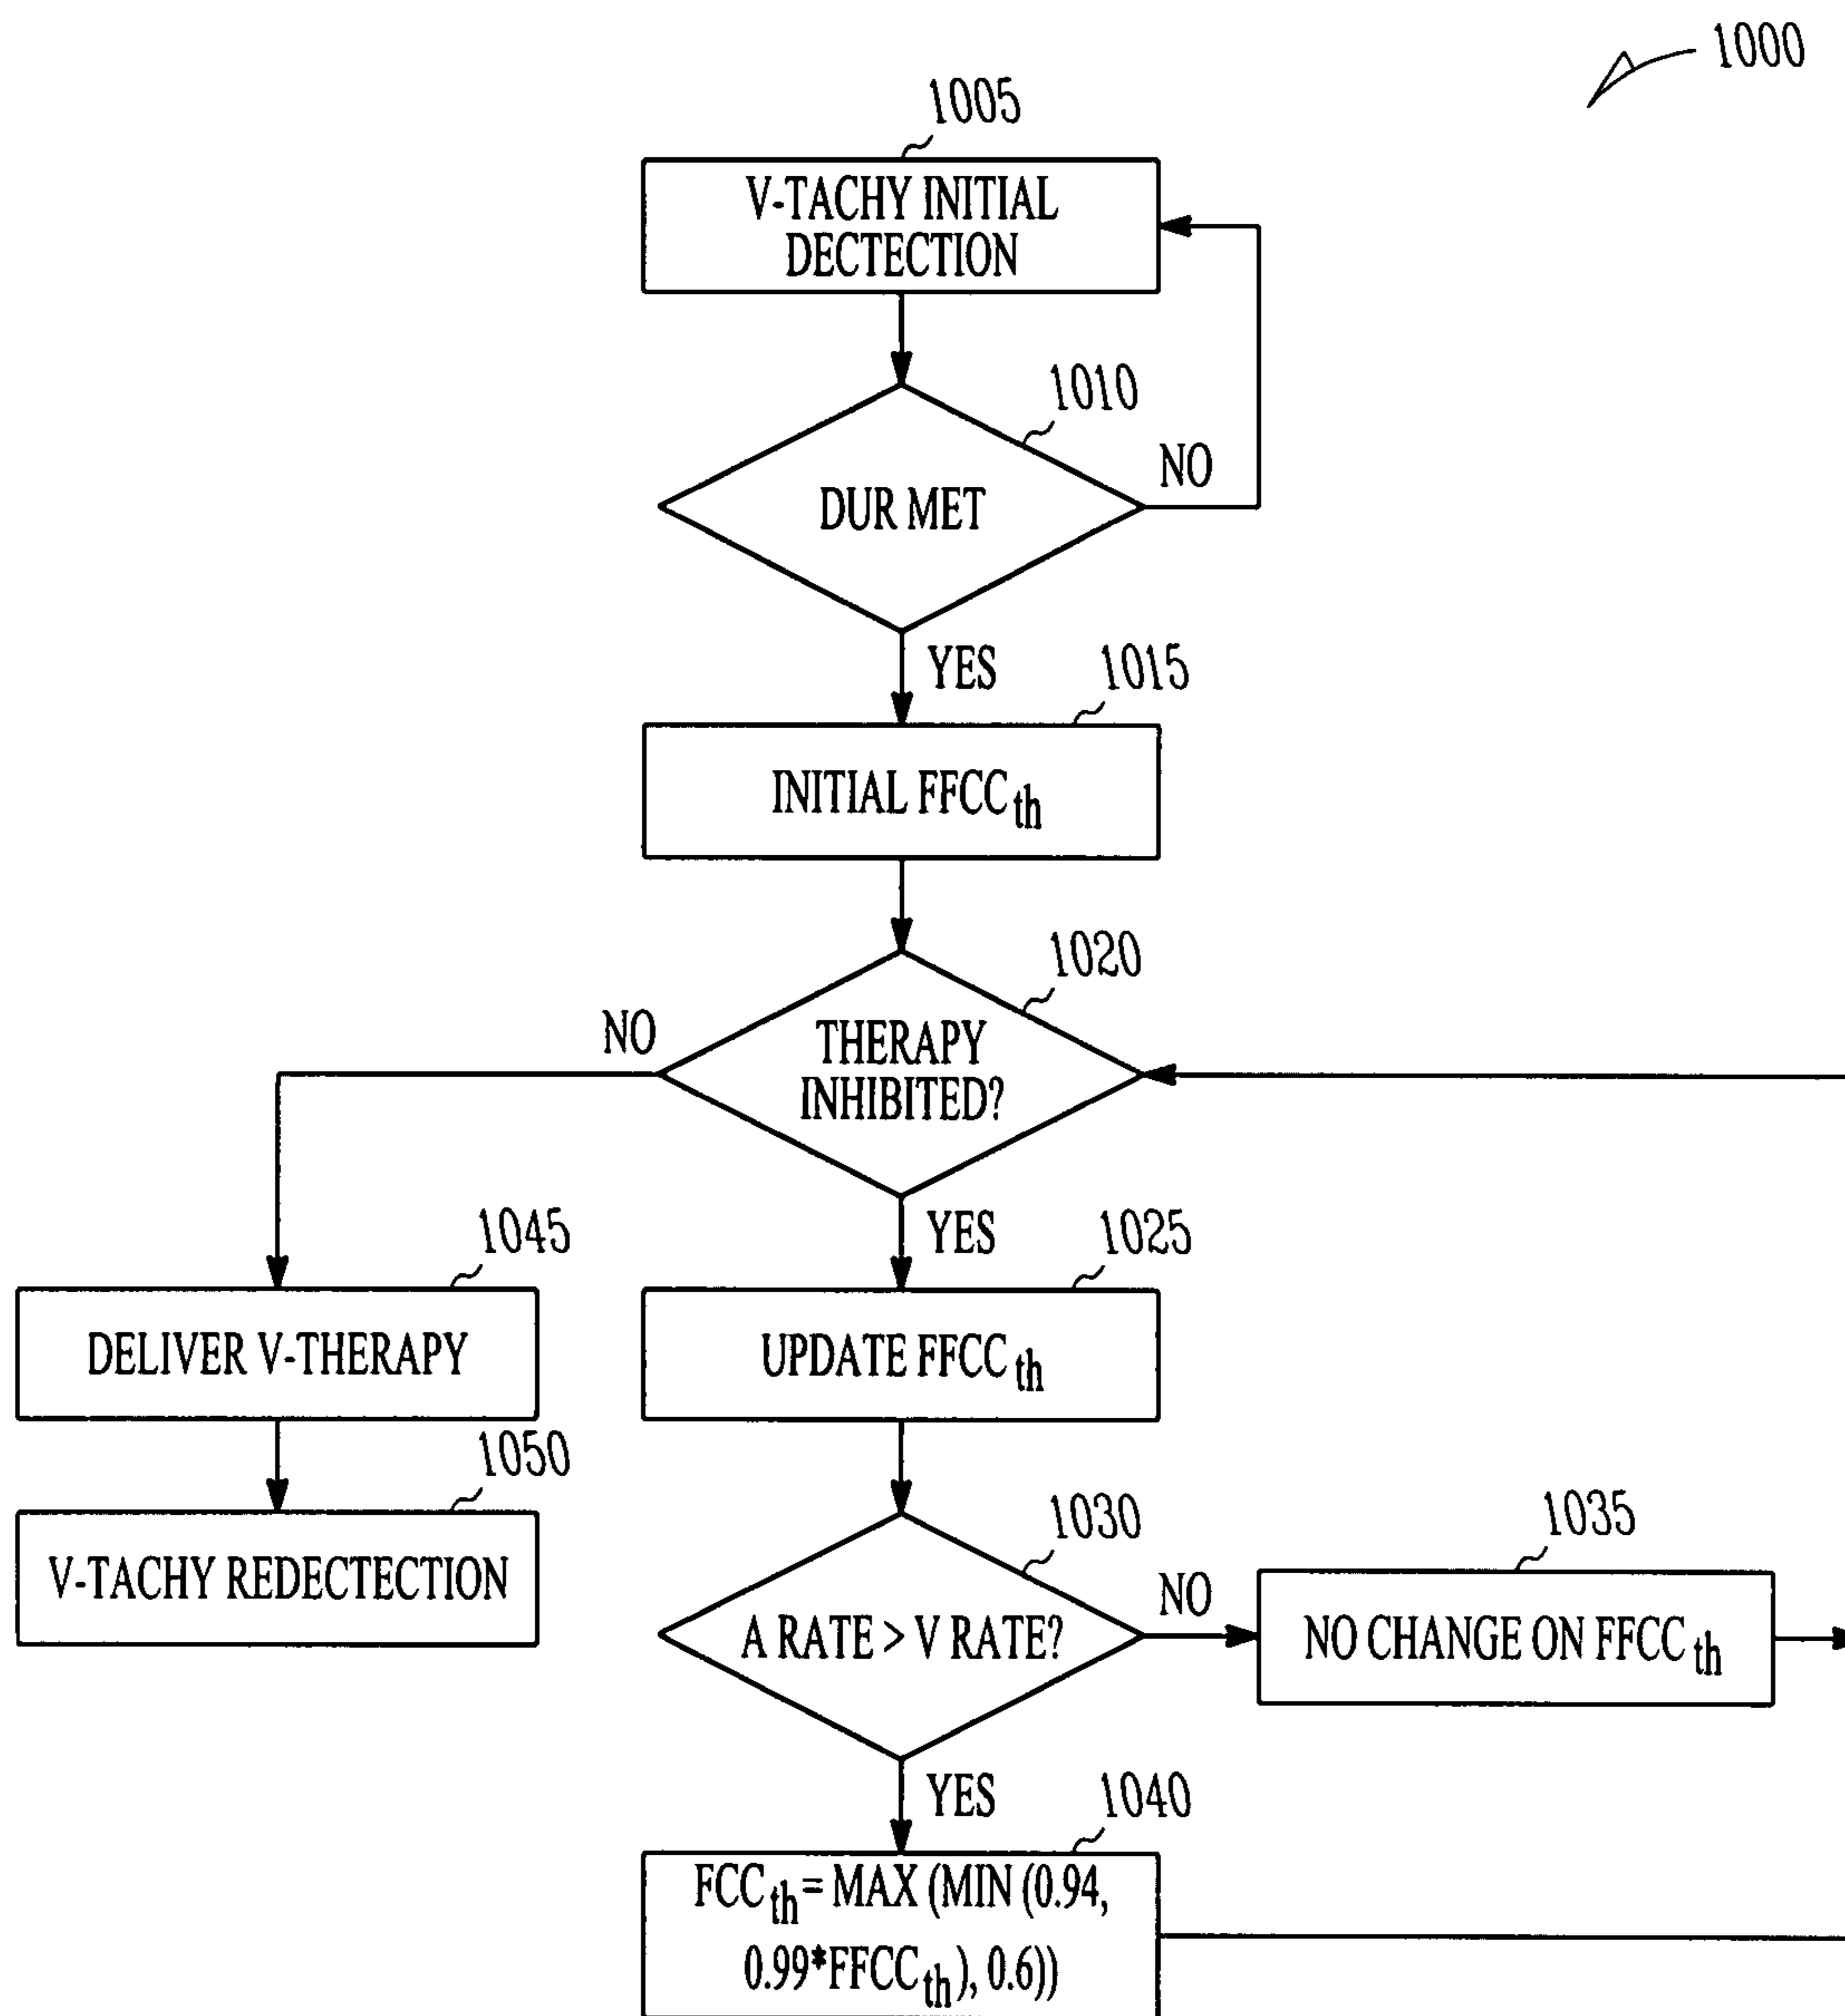 1000
1005
V-TACHY INITIAL
DECTECTION
1010
DUR MET
NO
YES
1015
INITIAL FFCCth
1020
THERAPY
INHIBITED?
NO
YES
1045
DELIVER V-THERAPY
1025
UPDATE FFCCth
1050
V-TACHY REDECTECTION
1030
A RATE > V RATE?
NO
1035
NO CHANGE ON FFCCth
YES
1040
FCCth = MAX (MIN (0.94,
0.99*FFCCth), 0.6))